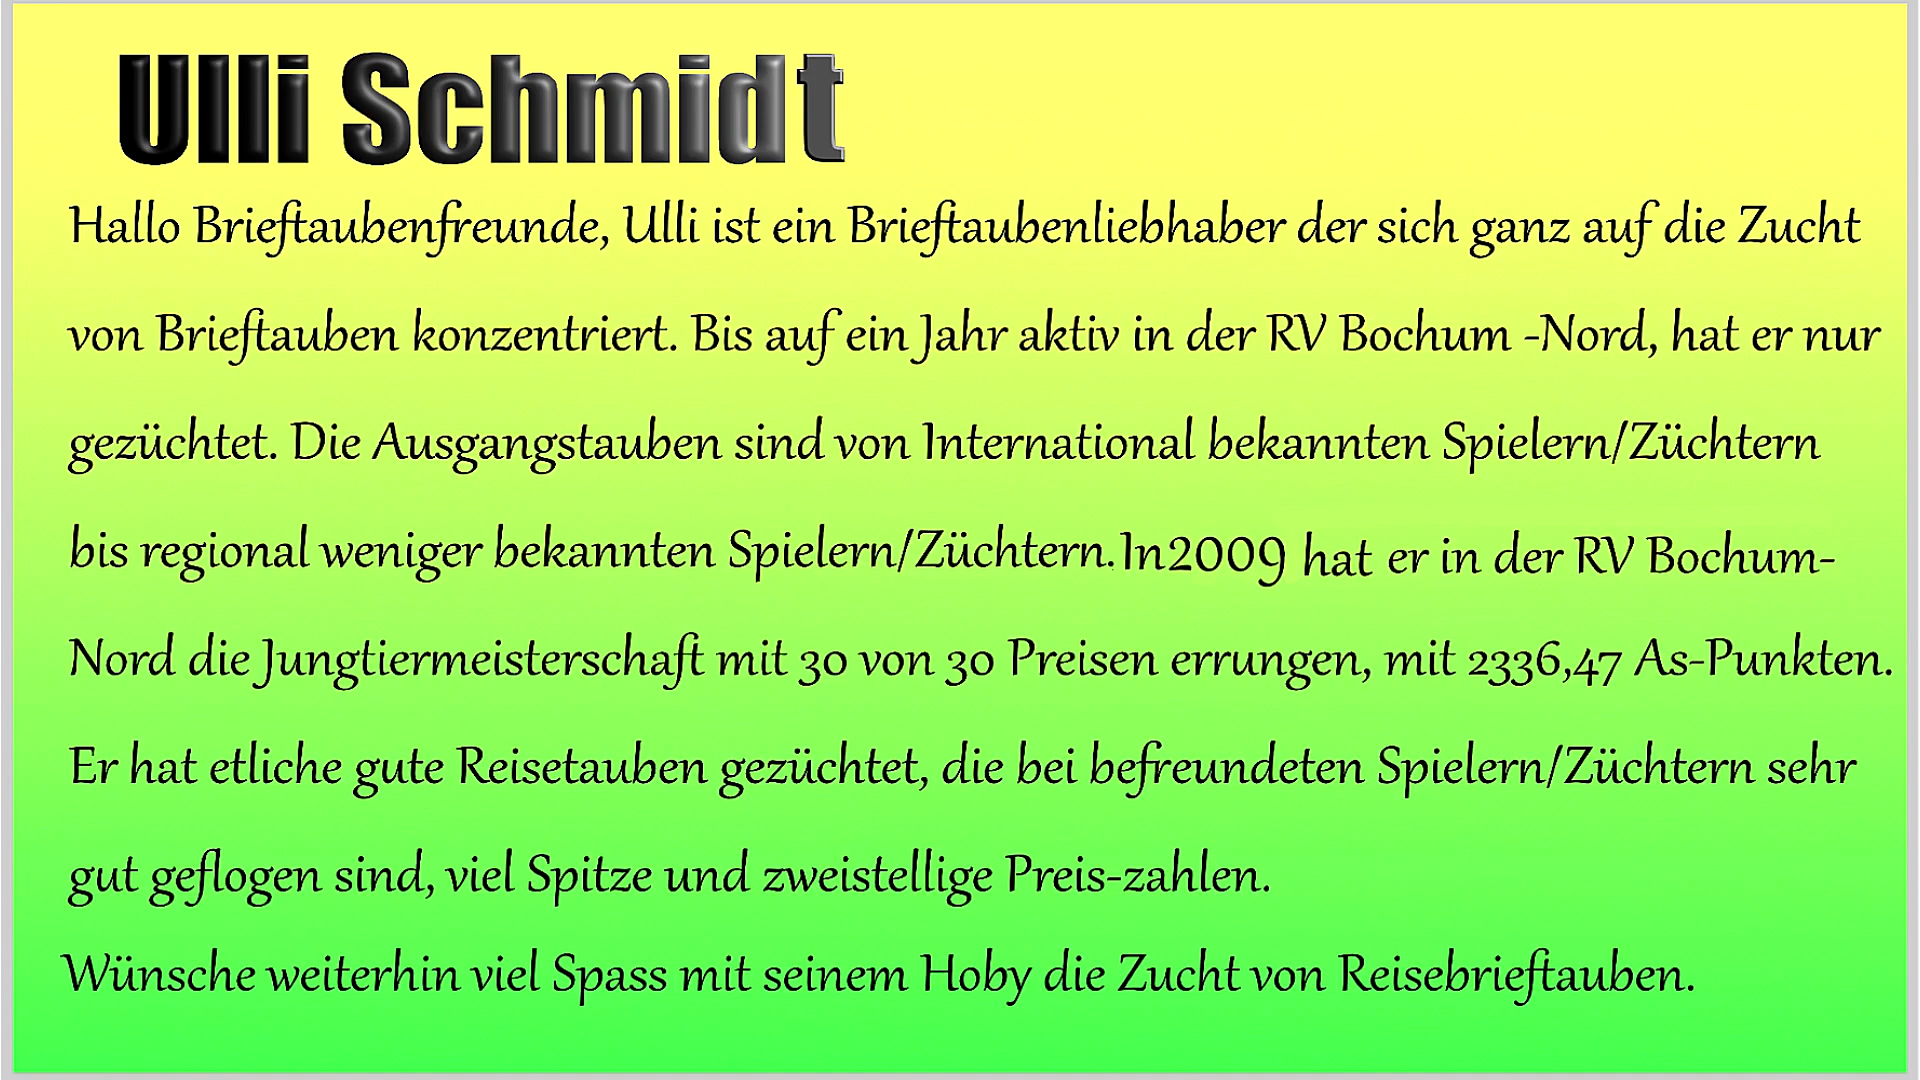 Ulli Schmidt
Hallo Brieftaubenfreunde, Ulli ist ein Brieftaubenliebhaber der sich ganz auf die Zucht
von Brieftauben konzentriert. Bis auf ein Jahr aktiv in der RV Bochum -Nord, hat er nur
gezüchtet. Die Ausgangstauben sind von International bekannten Spielern/Züchtern
bis regional weniger bekannten Spielern/Züchtern.In2009 hat er in der RV Bochum-
Nord die Jungtiermeisterschaft mit 30 von 30 Preisen errungen, mit 2336,47 As-Punkten.
Er hat etliche gute Reisetauben gezüchtet, die bei befreundeten Spielern/Züchtern sehr
gut geflogen sind, viel Spitze und zweistellige Preis-zahlen.
Wünsche weiterhin viel Spass mit seinem Hoby die Zucht von Reisebrieftauben.